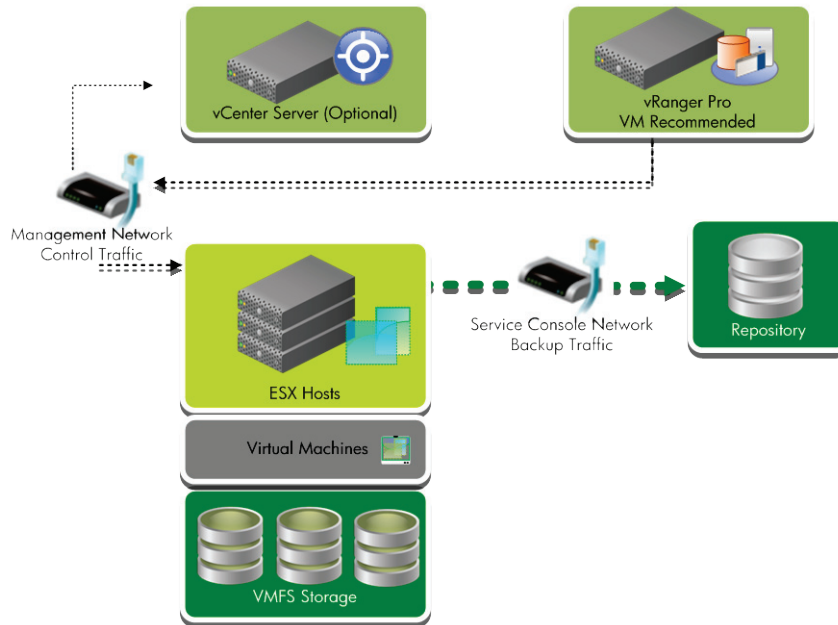 vCenter Server (Optional)
vRanger Pro
VM Recommended
Management Network
Control Traffic
ESX Hosts
Service Console Network
Backup Traffic
Repository
Virtual Machines
VMFS Storage